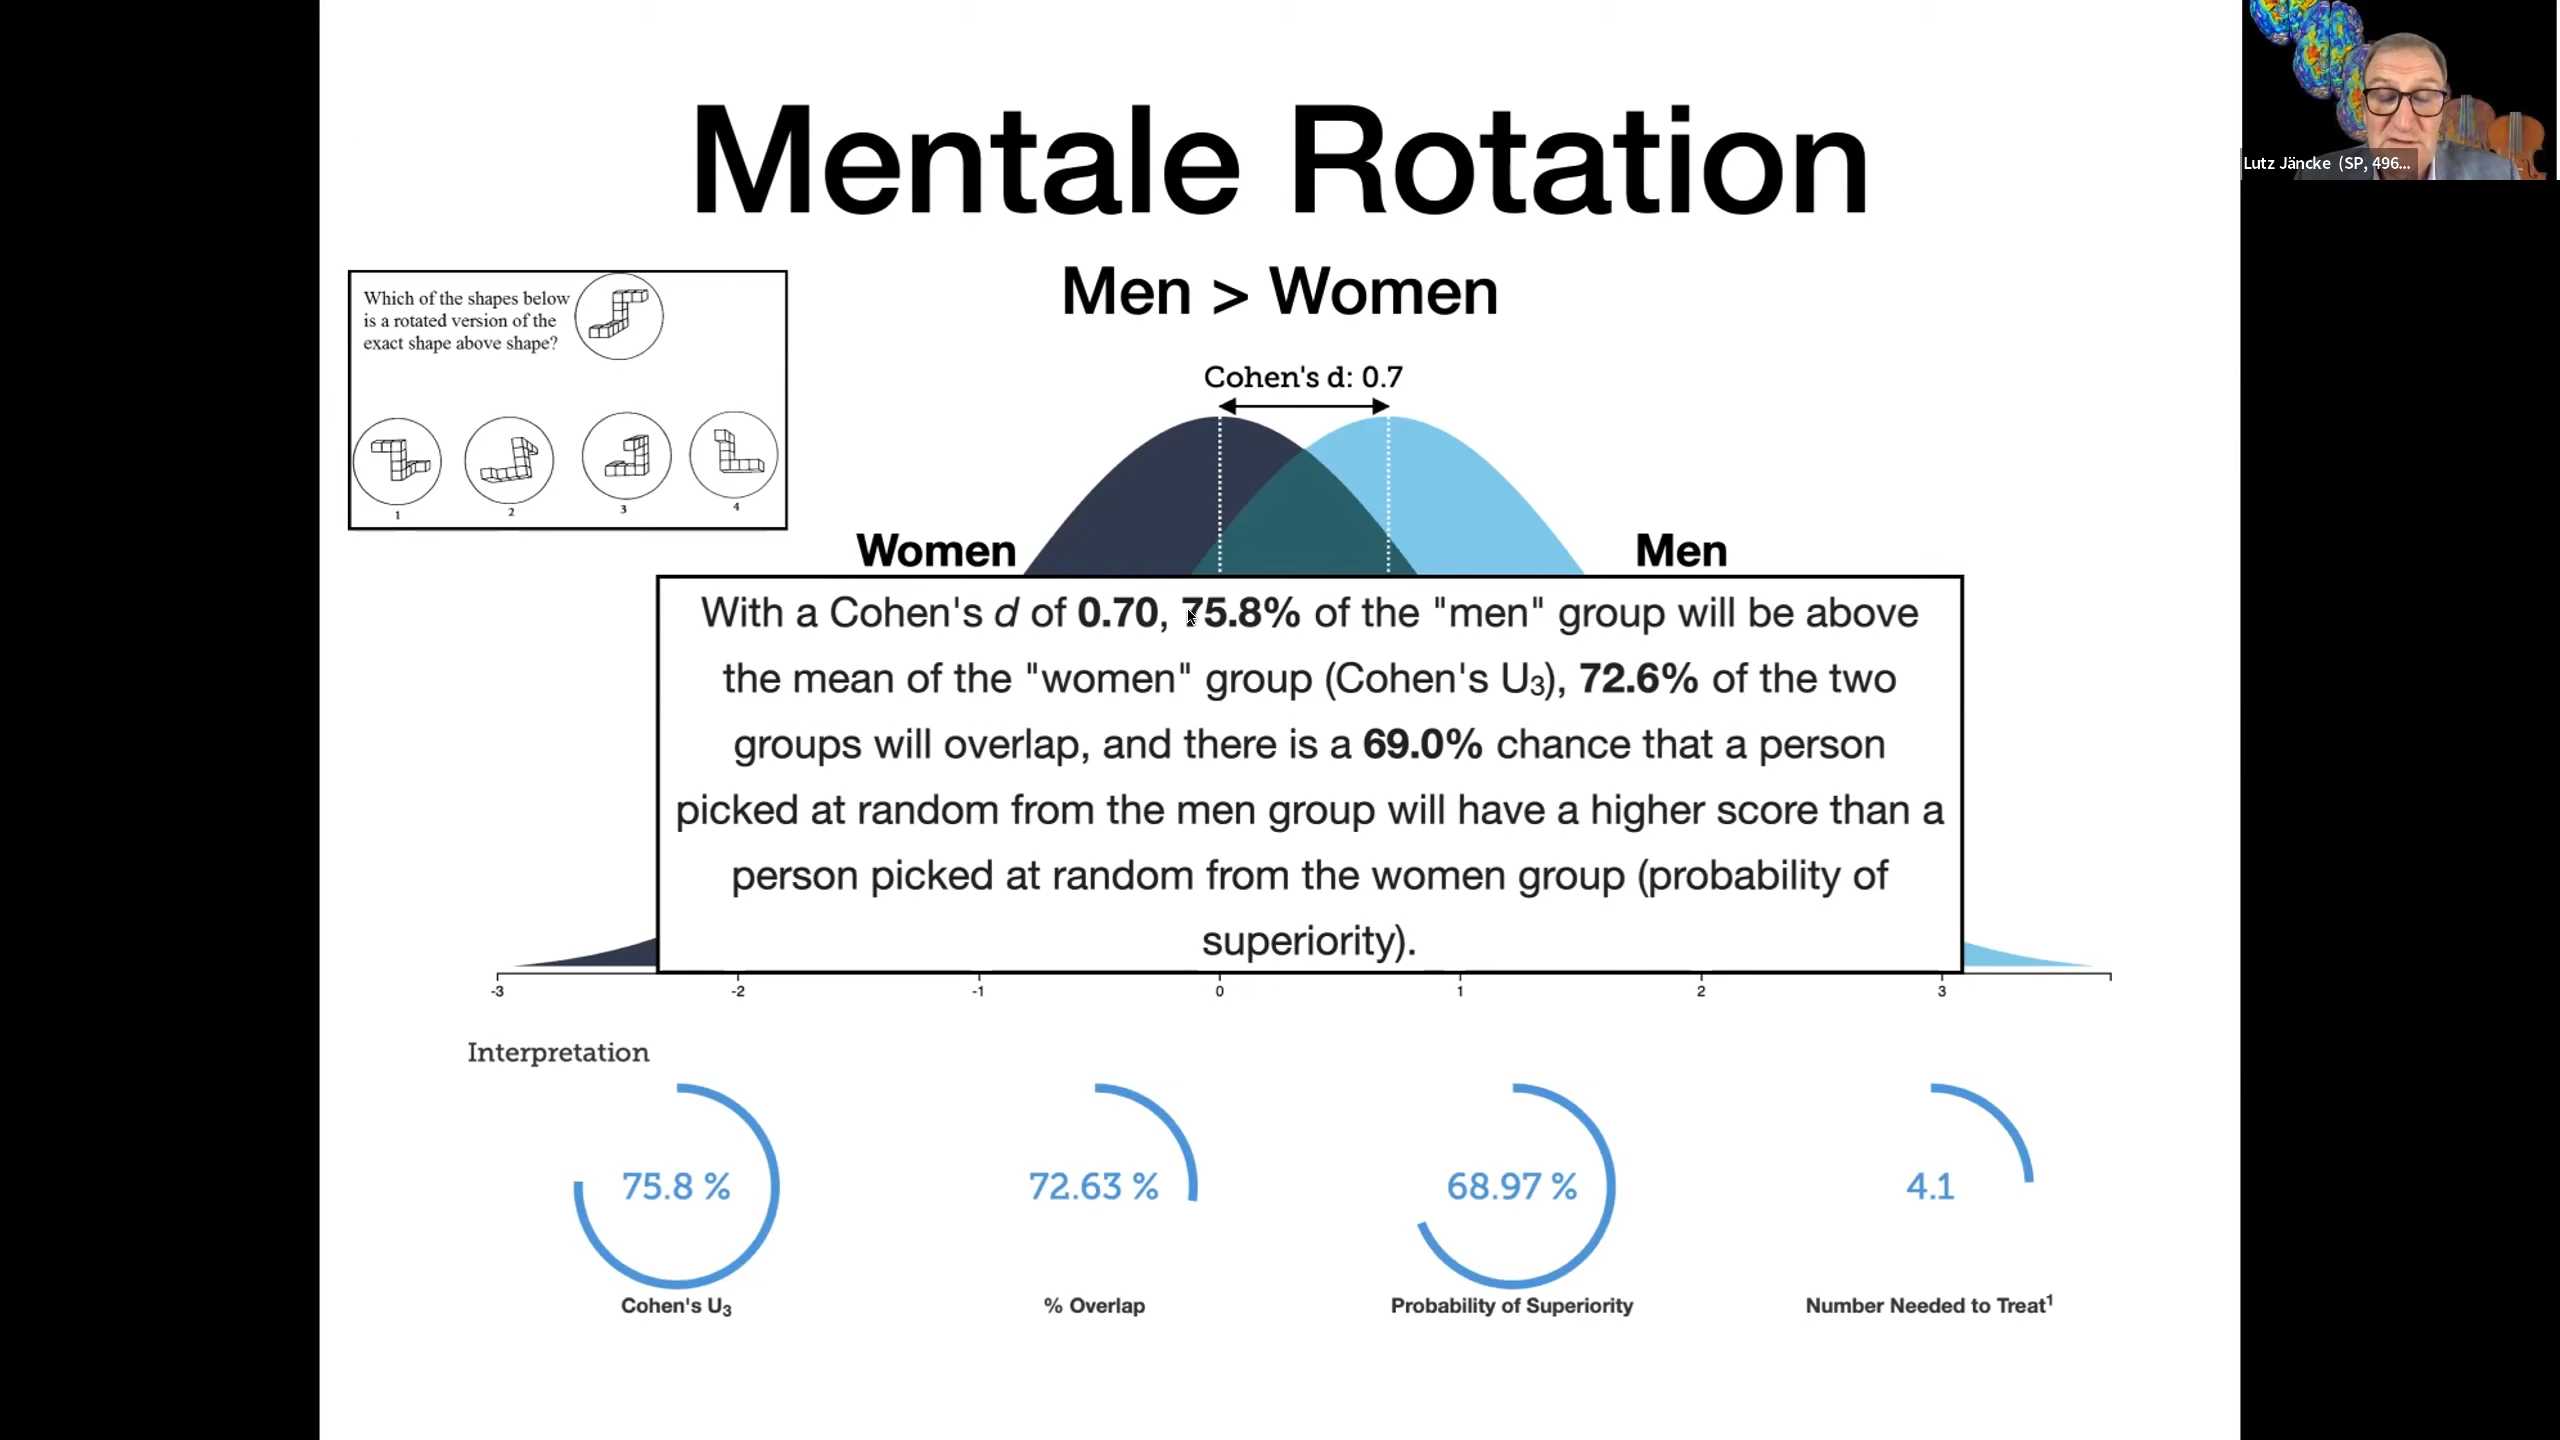 Mentale Rotation
Lutz Jäncke (SP, 496...
Men > Women
Which of the shapes below
is a rotated version of the
exact shape above shape?
1
2
3
4
Cohen's d: 0.7
Women
Men
With a Cohen's d of 0.70, 75.8% of the "men" group will be above
the mean of the "women" group (Cohen's U₃), 72.6% of the two
groups will overlap, and there is a 69.0% chance that a person
picked at random from the men group will have a higher score than a
person picked at random from the women group (probability of
superiority).
-3 -2 -1 0 1 2 3
Interpretation
75.8 % 72.63 % 68.97 % 4.1
Cohen's U₃ % Overlap Probability of Superiority Number Needed to Treat¹